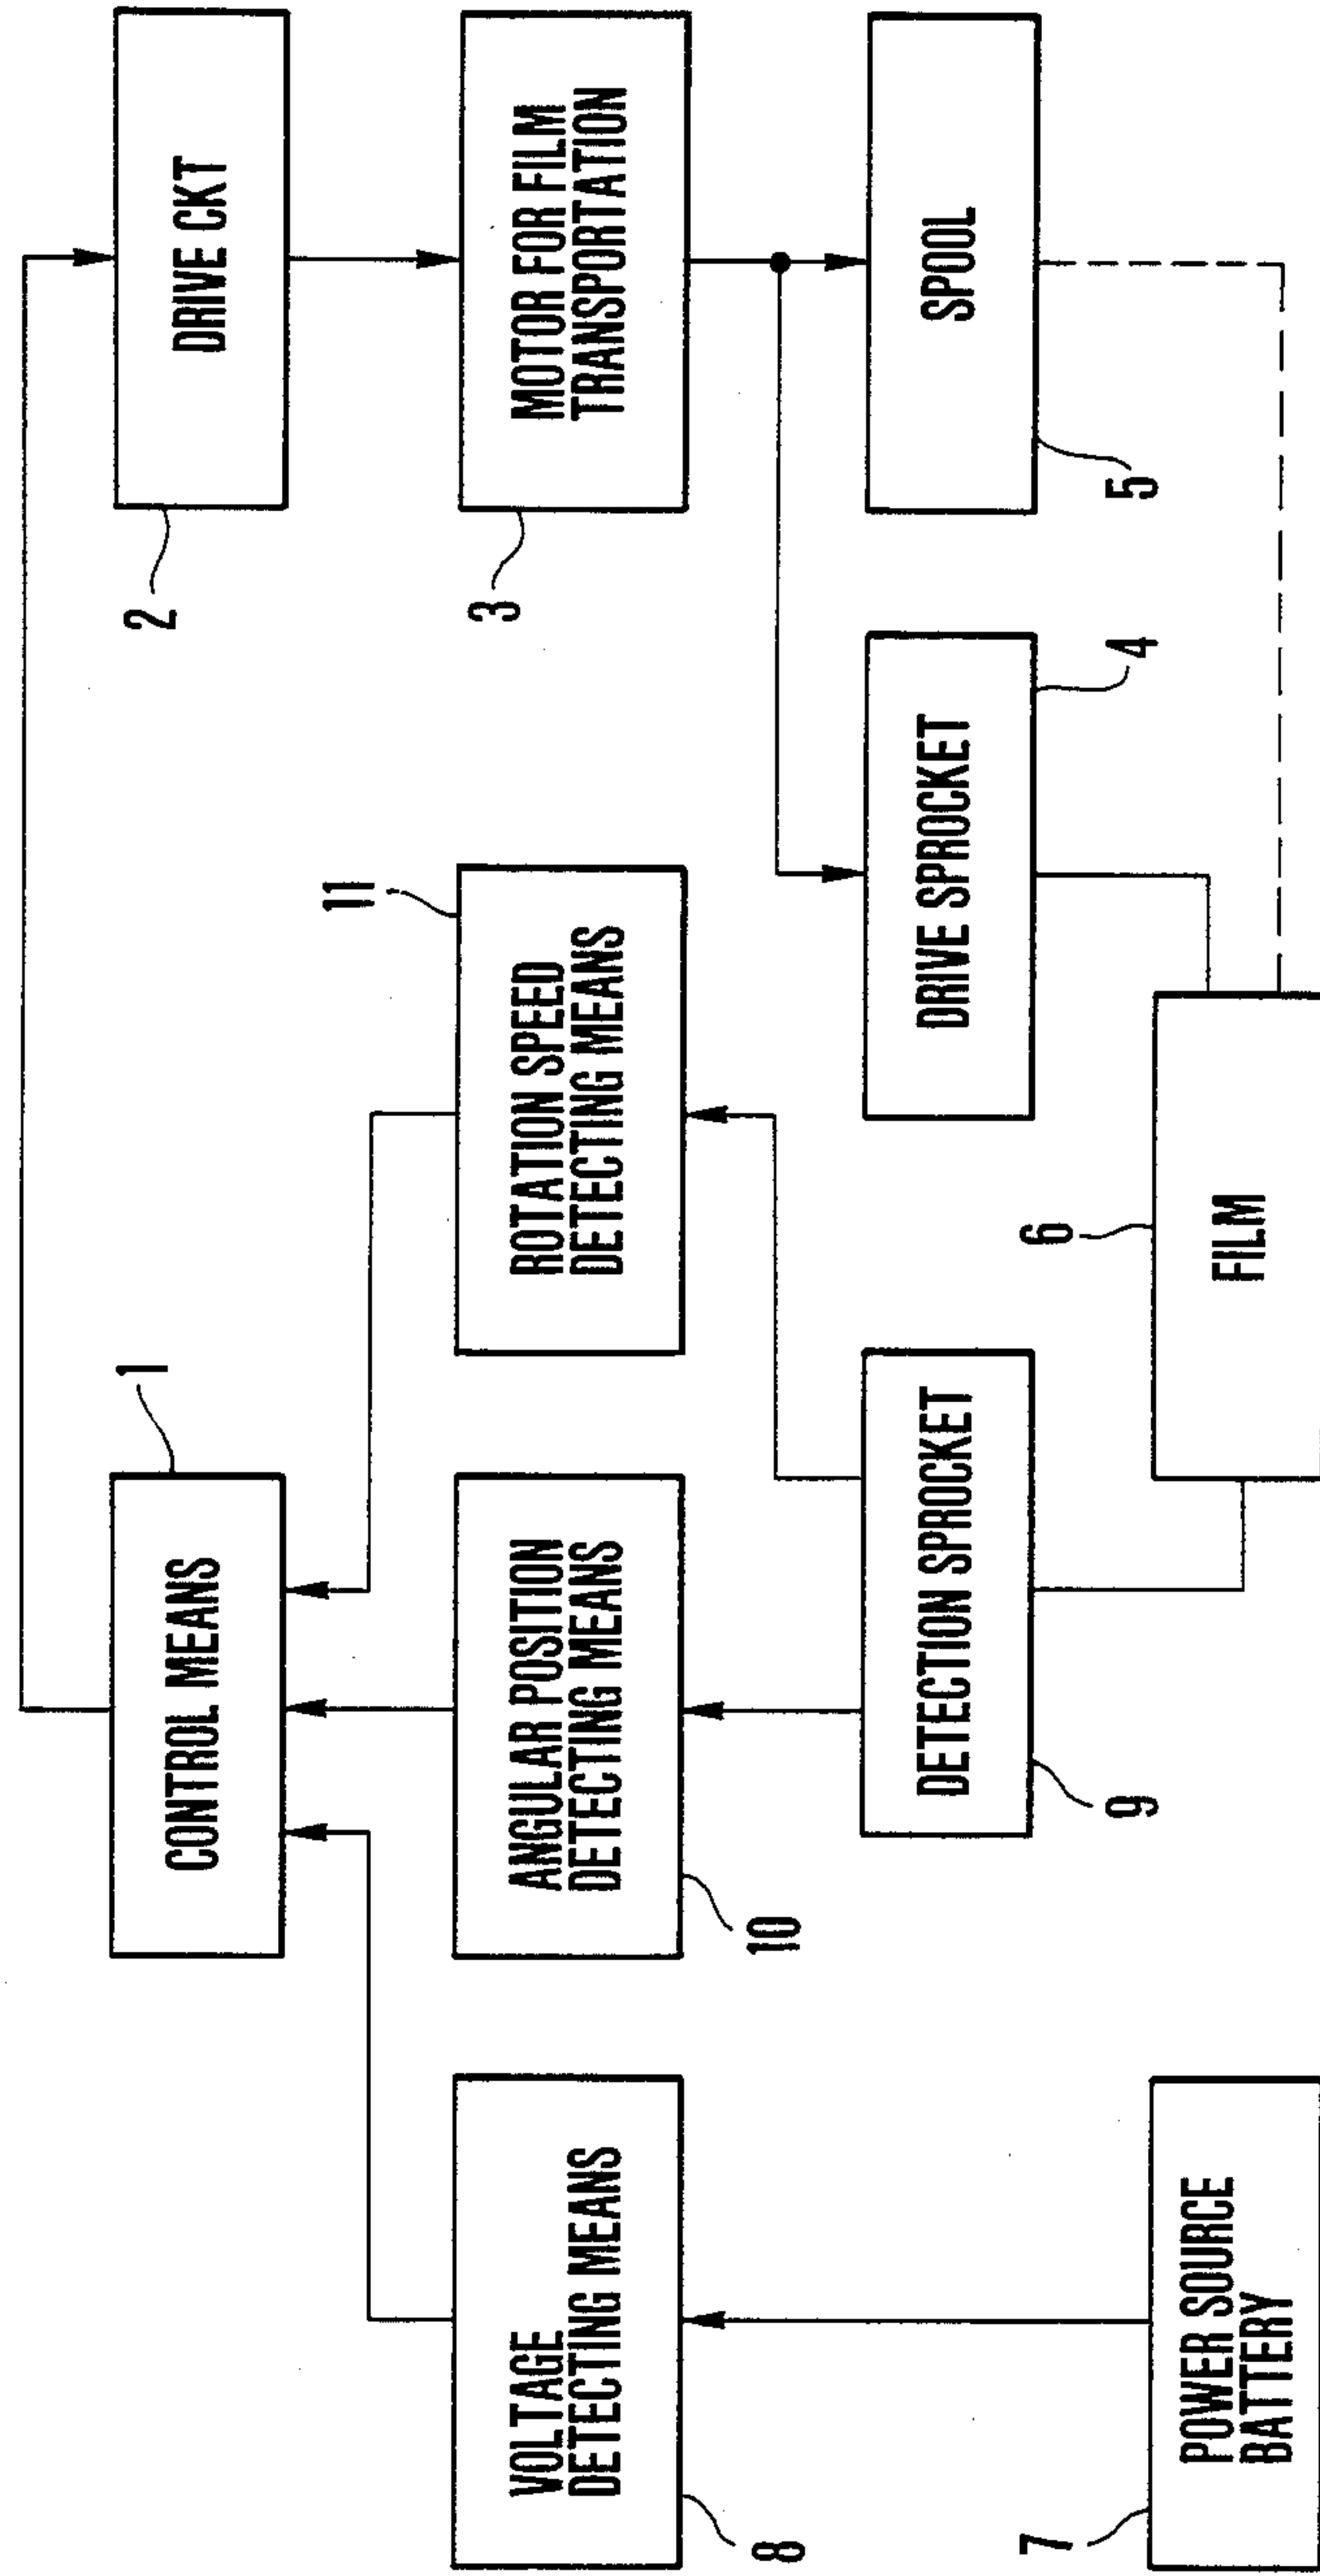 1
CONTROL MEANS
DRIVE CKT
2
VOLTAGE
DETECTING MEANS
8
ANGULAR POSITION
DETECTING MEANS
10
ROTATION SPEED
DETECTING MEANS
11
MOTOR FOR FILM
TRANSPORTATION
3
DETECTION SPROCKET
9
DRIVE SPROCKET
4
SPOOL
5
POWER SOURCE
BATTERY
7
FILM
6